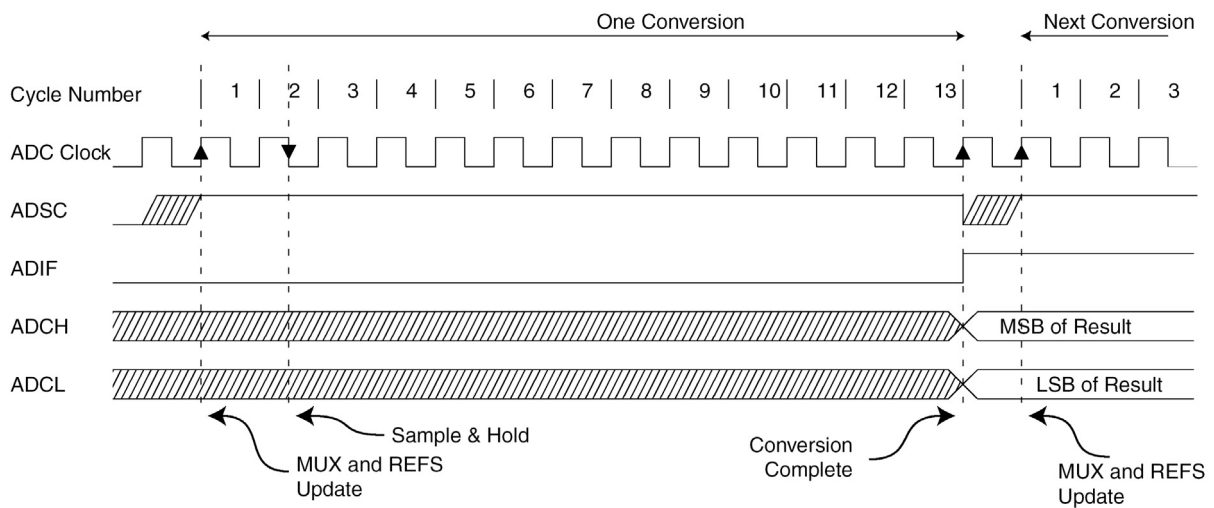 One Conversion
Next Conversion
Cycle Number 1 2 3 4 5 6 7 8 9 10 11 12 13 1 2 3
ADC Clock
ADSC
ADIF
ADCH
MSB of Result
ADCL
LSB of Result
Sample & Hold
MUX and REFS
Update
Conversion
Complete
MUX and REFS
Update